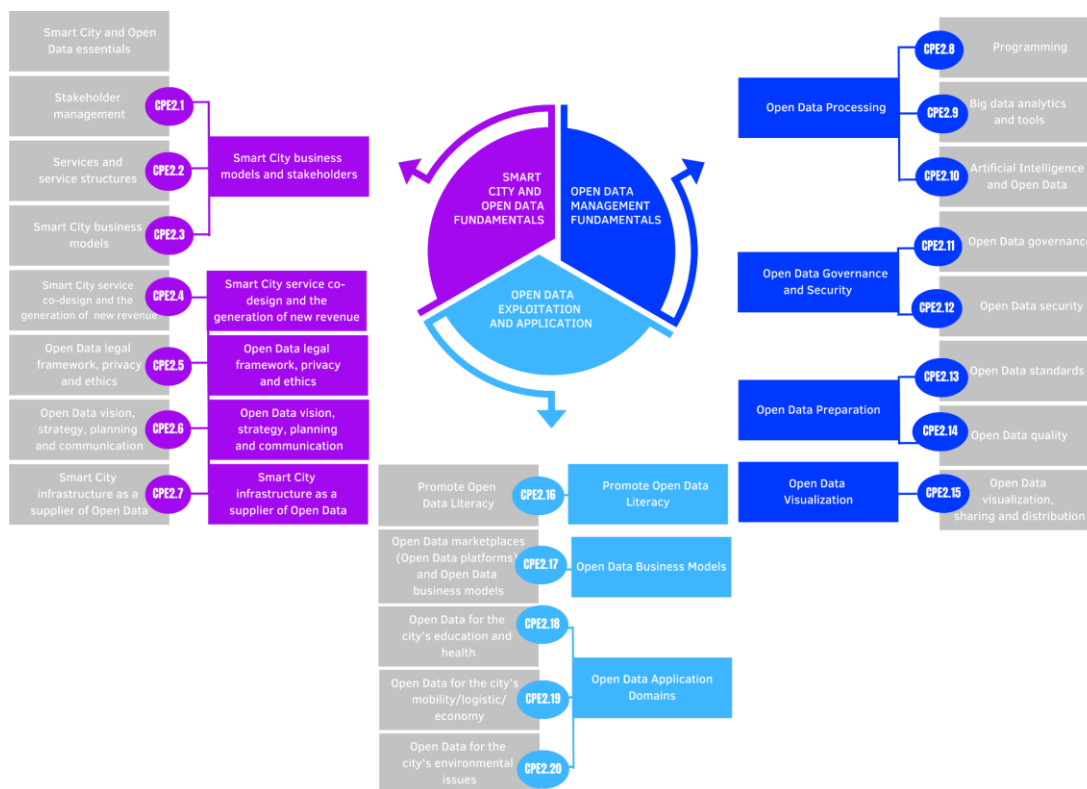 Smart City and Open
Data essentials
Stakeholder
management
CPE2.1
Services and
service structures
CPE2.2
Smart City business
models
CPE2.3
Smart City business
models and stakeholders
Smart City service
co-design and the
generation of new revenue
CPE2.4
Smart City service co-
design and the
generation of new revenue
Open Data legal
framework, privacy
and ethics
CPE2.5
Open Data legal
framework, privacy
and ethics
Open Data vision,
strategy, planning
and communication
CPE2.6
Open Data vision,
strategy, planning
and communication
Smart City
infrastructure as a
supplier of Open Data
CPE2.7
Smart City
infrastructure as a
supplier of Open Data
SMART
CITY AND
OPEN DATA
FUNDAMENTALS
OPEN DATA
MANAGEMENT
FUNDAMENTALS
OPEN DATA
EXPLOITATION
AND APPLICATION
Open Data Processing
CPE2.8
Programming
CPE2.9
Big data analytics
and tools
CPE2.10
Artificial Intelligence
and Open Data
Open Data Governance
and Security
CPE2.11
Open Data governance
CPE2.12
Open Data security
Open Data Preparation
CPE2.13
Open Data standards
CPE2.14
Open Data quality
Open Data
Visualization
CPE2.15
Open Data
visualization,
sharing and distribution
Promote Open
Data Literacy
CPE2.16
Promote Open Data
Literacy
Open Data marketplaces
(Open Data platforms)
and Open Data
business models
CPE2.17
Open Data Business Models
Open Data for the
city's education and
health
CPE2.18
Open Data for the city's
mobility/logistic/
economy
CPE2.19
Open Data Application
Domains
Open Data for the
city's environmental
issues
CPE2.20